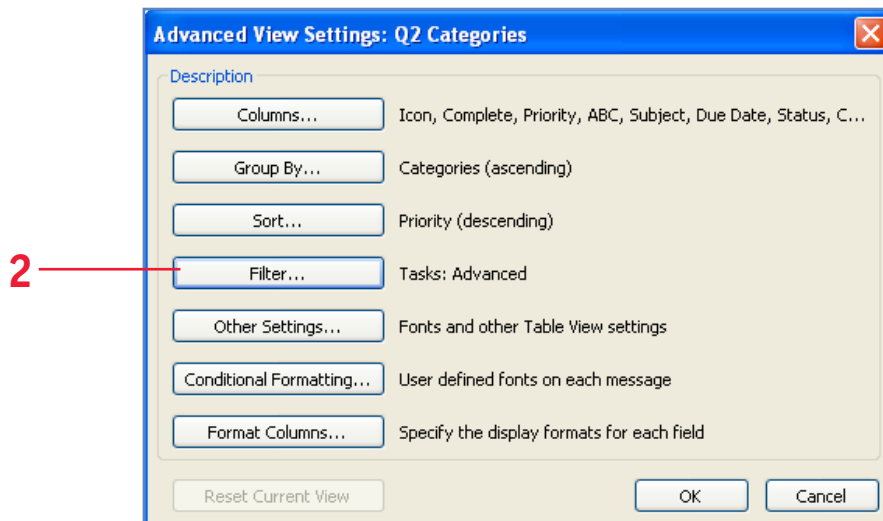 Advanced View Settings: Q2 Categories
Description
Columns... Icon, Complete, Priority, ABC, Subject, Due Date, Status, C...
Group By... Categories (ascending)
Sort... Priority (descending)
2 Filter... Tasks: Advanced
Other Settings... Fonts and other Table View settings
Conditional Formatting... User defined fonts on each message
Format Columns... Specify the display formats for each field
Reset Current View OK Cancel